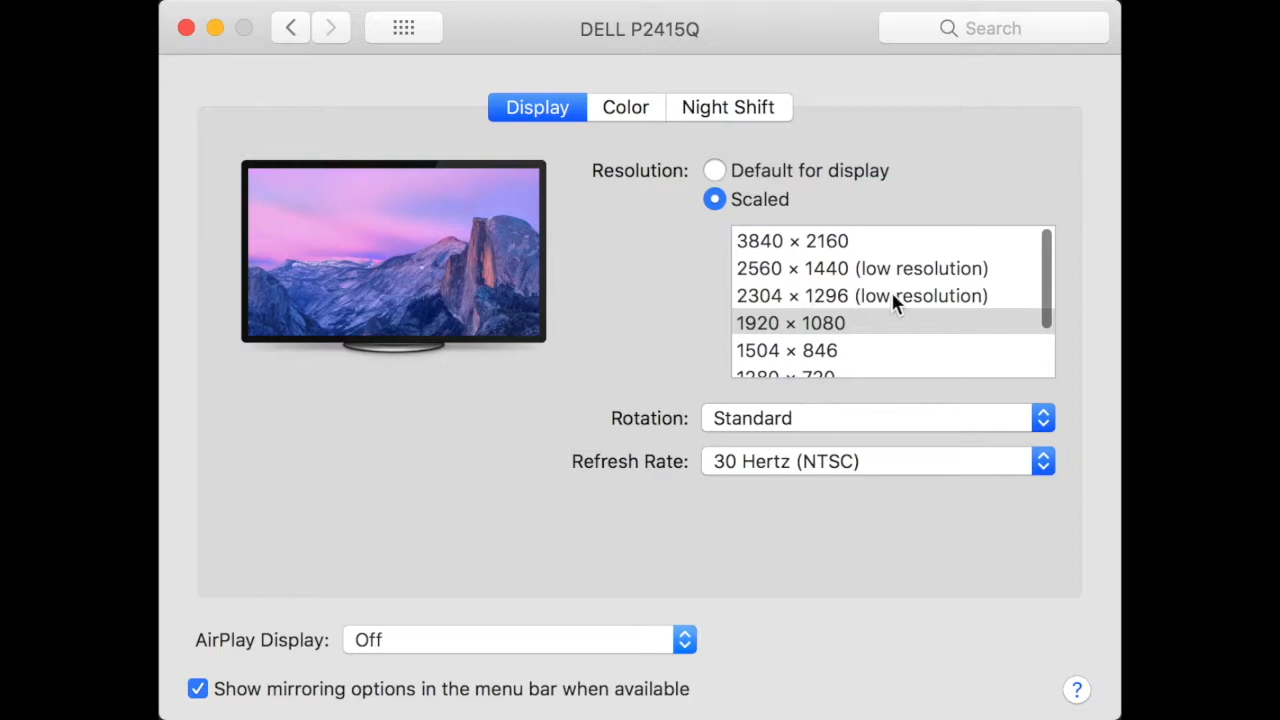 DELL P2415Q
Search
Display Color Night Shift
Resolution: Default for display
Scaled
3840 × 2160
2560 × 1440 (low resolution)
2304 × 1296 (low resolution)
1920 × 1080
1504 × 846
1280 × 720
Rotation: Standard
Refresh Rate: 30 Hertz (NTSC)
AirPlay Display: Off
Show mirroring options in the menu bar when available
?